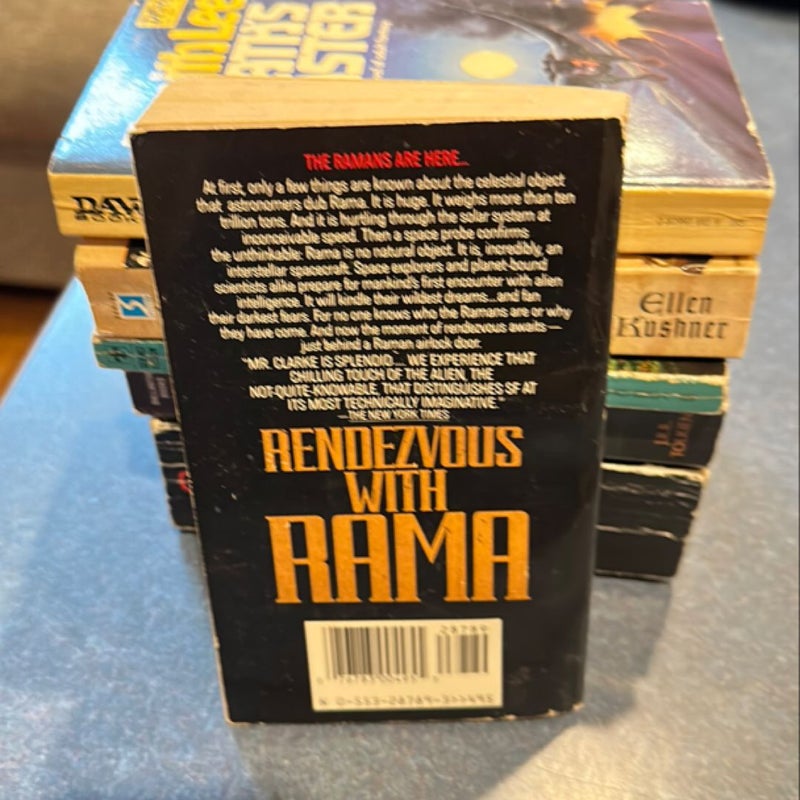 DAW
Ellen
Kushner
THE RAMANS ARE HERE...
At first, only a few things are known about the celestial object
that astronomers dub Rama. It is huge. It weighs more than ten
trillion tons. And it is hurtling through the solar system at
inconceivable speed. Then a space probe confirms
the unthinkable: Rama is no natural object. It is, incredibly, an
interstellar spacecraft. Space explorers and planet-bound
scientists alike prepare for mankind's first encounter with alien
intelligence. It will kindle their wildest dreams...and fan
their darkest fears. For no one knows who the Ramans are or why
they have come. And now the moment of rendezvous awaits—
just behind a Raman airlock door.
"MR. CLARKE IS SPLENDID... WE EXPERIENCE THAT
CHILLING TOUCH OF THE ALIEN, THE
NOT-QUITE-KNOWABLE, THAT DISTINGUISHES SF AT
ITS MOST TECHNICALLY IMAGINATIVE."
—THE NEW YORK TIMES
RENDEZVOUS
WITH
RAMA
28789